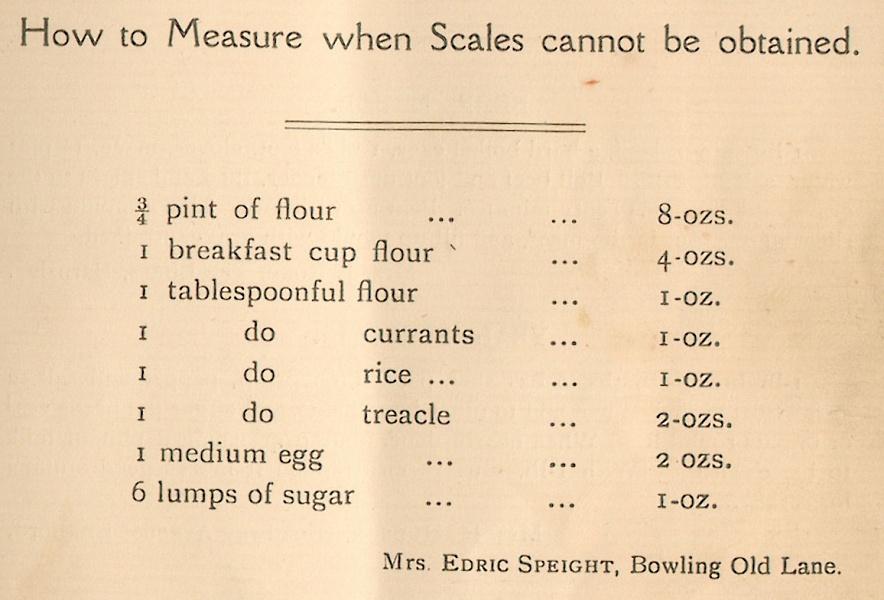 How to Measure when Scales cannot be obtained.
¾ pint of flour ... ... 8-ozs.
1 breakfast cup flour ... 4-ozs.
1 tablespoonful flour ... 1-oz.
1 do currants ... 1-oz.
1 do rice ... ... 1-oz.
1 do treacle ... 2-ozs.
1 medium egg ... ... 2 ozs.
6 lumps of sugar ... ... 1-oz.
Mrs. EDRIC SPEIGHT, Bowling Old Lane.